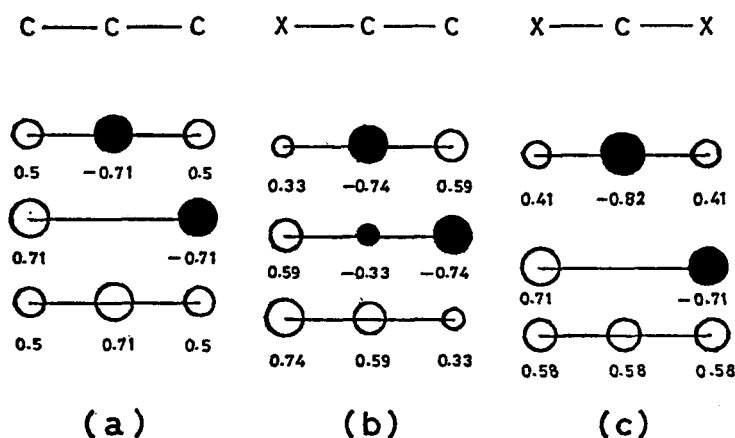 C — C — C
0.5 -0.71 0.5
0.71 -0.71
0.5 0.71 0.5
(a)
X — C — C
0.33 -0.74 0.59
0.59 -0.33 -0.74
0.74 0.59 0.33
(b)
X — C — X
0.41 -0.82 0.41
0.71 -0.71
0.58 0.58 0.58
(c)